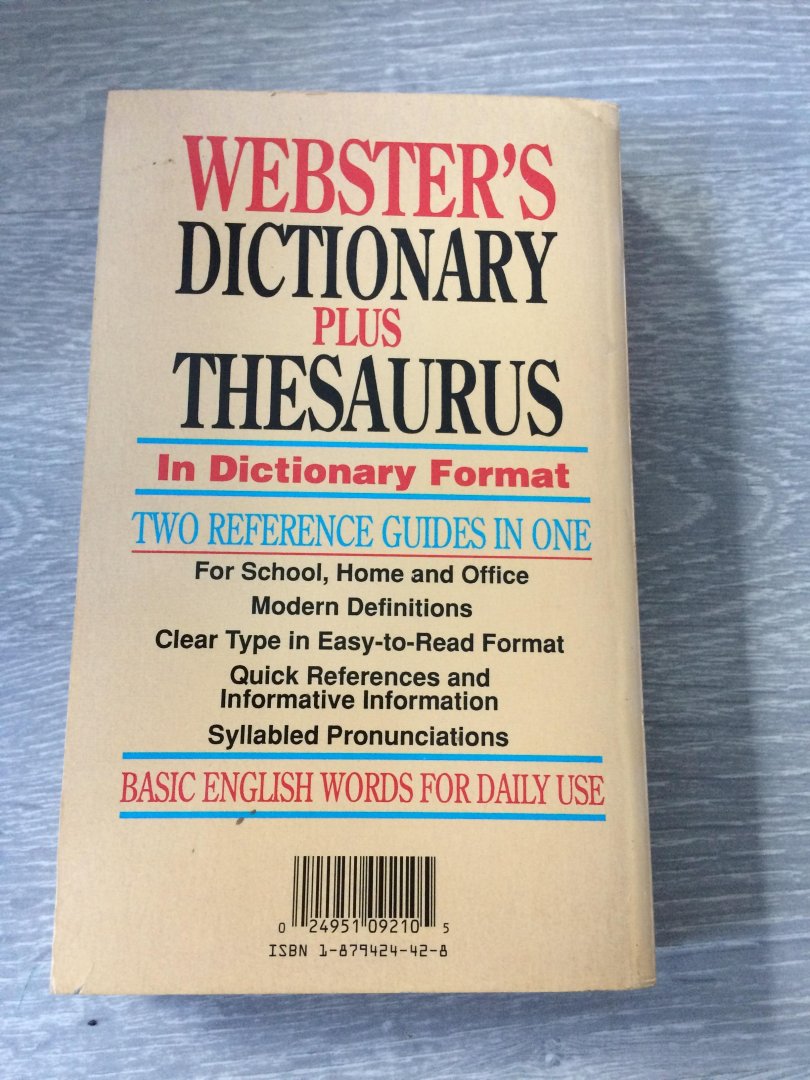 WEBSTER'S
DICTIONARY
PLUS
THESAURUS
In Dictionary Format
TWO REFERENCE GUIDES IN ONE
For School, Home and Office
Modern Definitions
Clear Type in Easy-to-Read Format
Quick References and
Informative Information
Syllabled Pronunciations
BASIC ENGLISH WORDS FOR DAILY USE
0 24951 09210 5
ISBN 1-879424-42-8